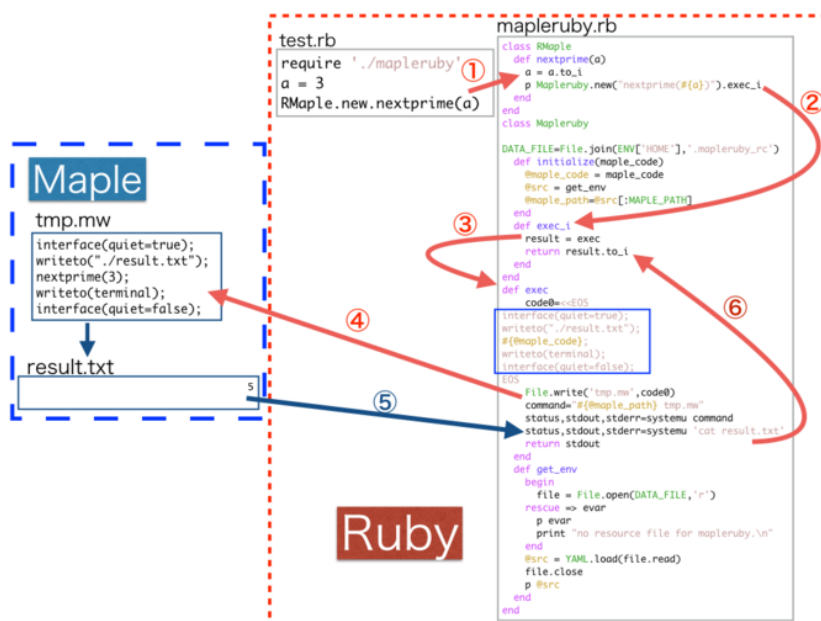 test.rb
require './mapleruby'
a = 3
RMaple.new.nextprime(a)
①
mapleruby.rb
class RMaple
def nextprime(a)
a = a.to_i
p Mapleruby.new("nextprime(#{a})").exec_i
end
end
class Mapleruby
DATA_FILE=File.join(ENV['HOME'],'.mapleruby_rc')
def initialize(maple_code)
@maple_code = maple_code
@src = get_env
@maple_path=@src[:MAPLE_PATH]
end
def exec_i
result = exec
return result.to_i
end
end
def exec
code0=<<EOS
interface(quiet=true);
writeto("./result.txt");
#{@maple_code};
writeto(terminal);
interface(quiet=false);
EOS
File.write('tmp.mw',code0)
command="#{@maple_path} tmp.mw"
status,stdout,stderr=systemu command
status,stdout,stderr=systemu 'cat result.txt'
return stdout
end
def get_env
begin
file = File.open(DATA_FILE,'r')
rescue => evar
p evar
print "no resource file for mapleruby.\n"
end
@src = YAML.load(file.read)
file.close
p @src
end
end
②
③
④
⑤
⑥
Maple
tmp.mw
interface(quiet=true);
writeto("./result.txt");
nextprime(3);
writeto(terminal);
interface(quiet=false);
result.txt
5
Ruby